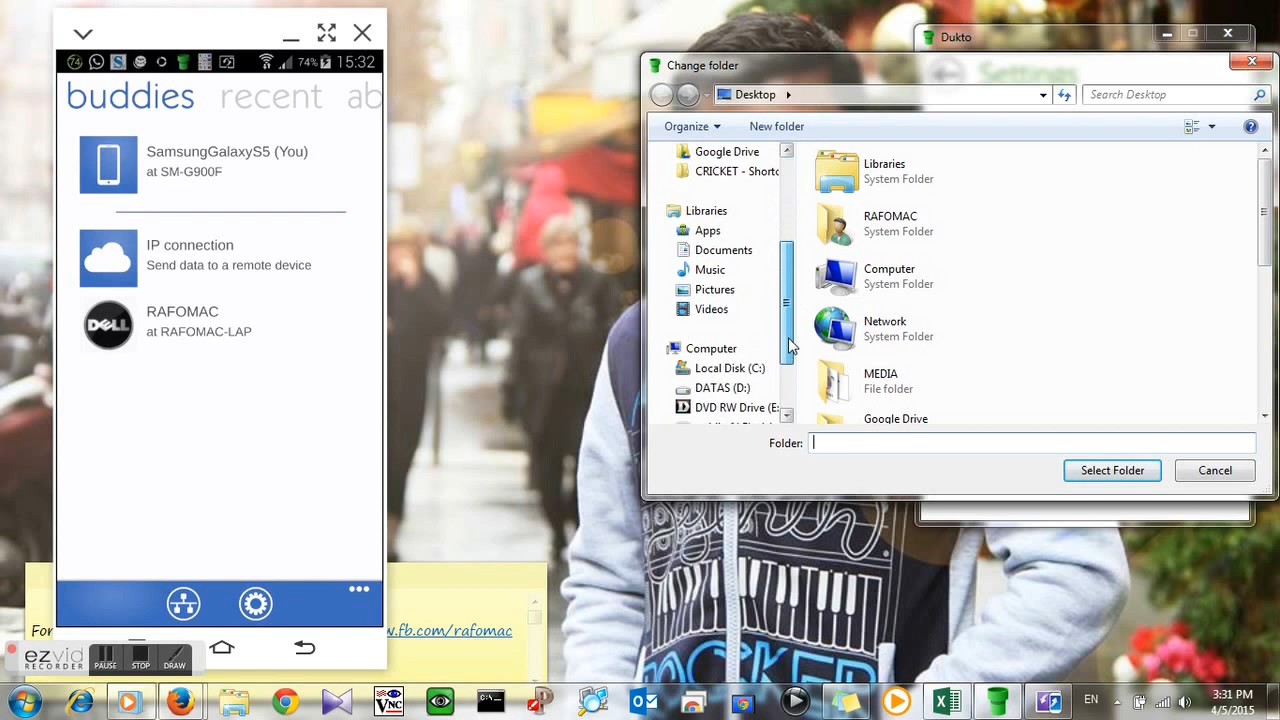 74% 15:32
buddies recent ab
SamsungGalaxyS5 (You)
at SM-G900F
IP connection
Send data to a remote device
DELL
RAFOMAC
at RAFOMAC-LAP
Dukto
Settings
Change folder
Desktop
Search Desktop
Organize
New folder
Google Drive
CRICKET - Shortc
Libraries
Apps
Documents
Music
Pictures
Videos
Computer
Local Disk (C:)
DATAS (D:)
DVD RW Drive (E:
Libraries
System Folder
RAFOMAC
System Folder
Computer
System Folder
Network
System Folder
MEDIA
File folder
Google Drive
Folder:
Select Folder
Cancel
For
w.fb.com/rafomac
ezvid
RECORDER
PAUSE
STOP
DRAW
VNC
EN
3:31 PM
4/5/2015